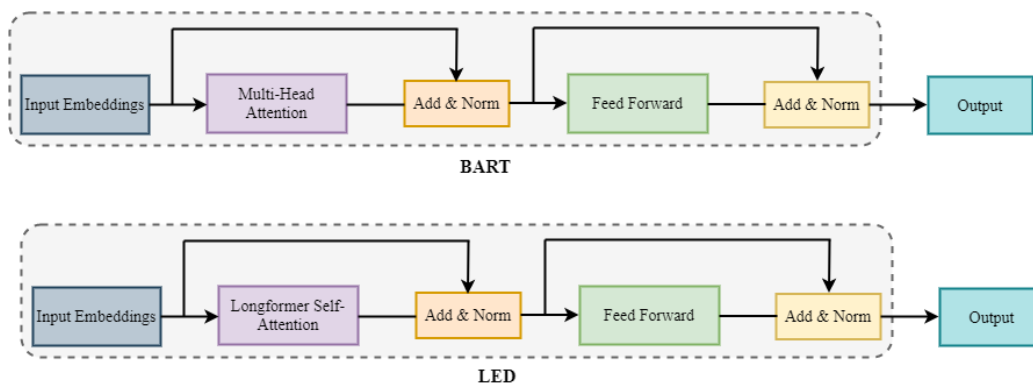 Input Embeddings
Multi-Head
Attention
Add & Norm
Feed Forward
Add & Norm
Output
BART
Input Embeddings
Longformer Self-
Attention
Add & Norm
Feed Forward
Add & Norm
Output
LED